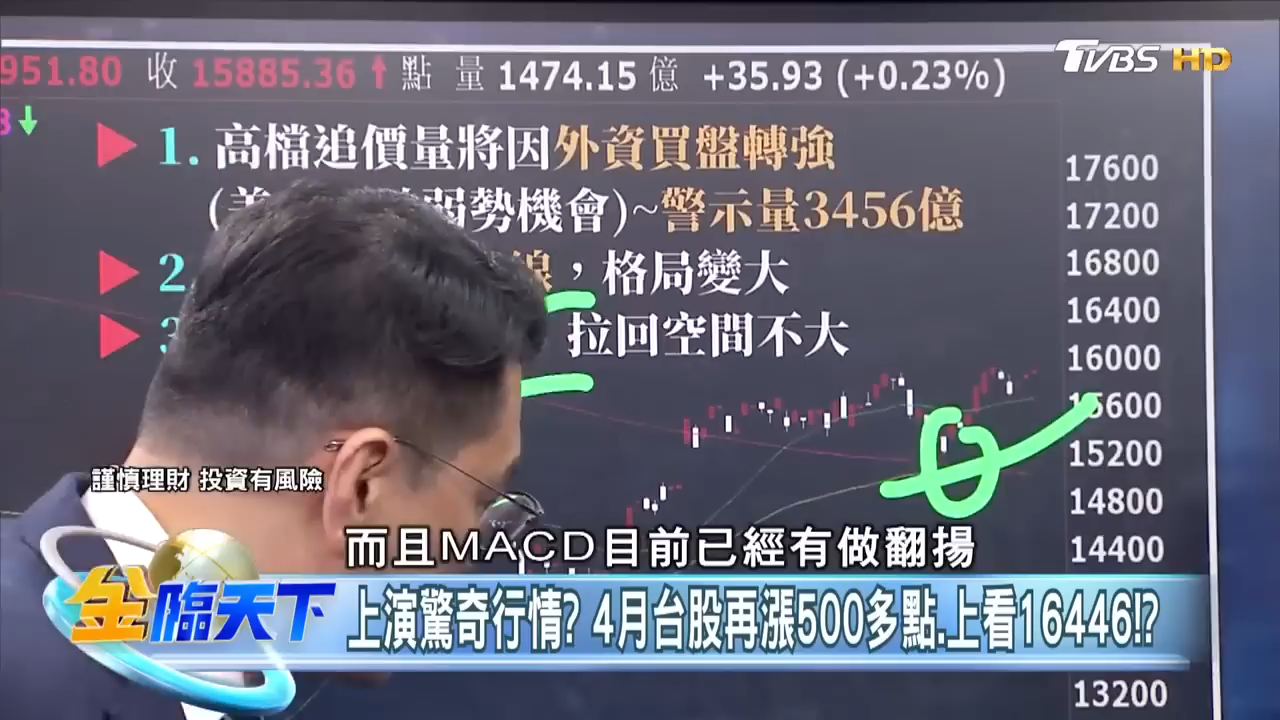 951.80 收 15885.36 ↑ 點 量 1474.15 億 +35.93 (+0.23%)
TVBS HD
3↓
1. 高檔追價量將因外資買盤轉強
弱勢機會)~警示量3456億
2 ，格局變大
拉回空間不大
17600
17200
16800
16400
16000
15600
15200
14800
14400
13200
謹慎理財 投資有風險
而且MACD目前已經有做翻揚
金臨天下
上演驚奇行情? 4月台股再漲500多點.上看16446!?